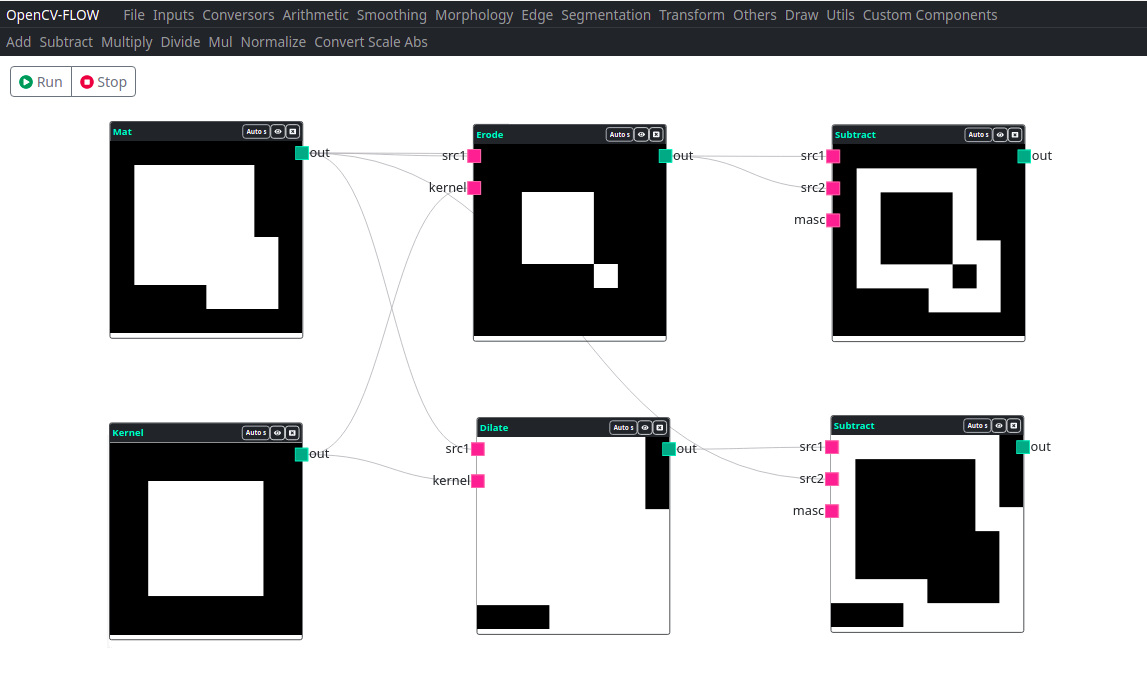 OpenCV-FLOW File Inputs Conversors Arithmetic Smoothing Morphology Edge Segmentation Transform Others Draw Utils Custom Components
Add Subtract Multiply Divide Mul Normalize Convert Scale Abs
Run Stop
Mat Auto s
out
Erode Auto s
src1 out
kernel
Subtract Auto s
src1 out
src2
masc
Kernel Auto s
out
Dilate Auto s
src1 out
kernel
Subtract Auto s
src1 out
src2
masc